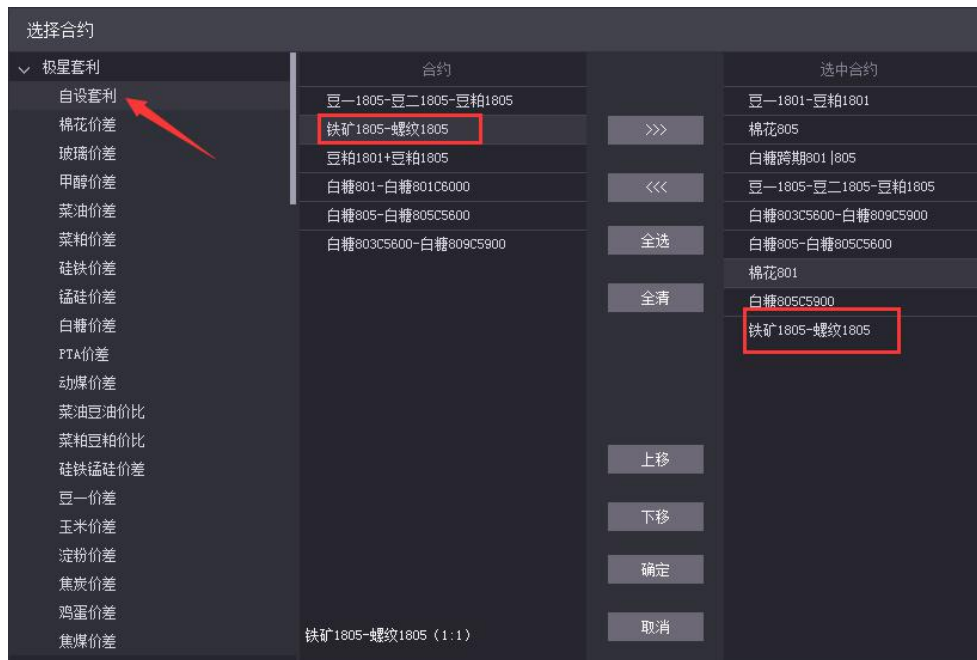 选择合约
极星套利
自设套利
棉花价差
玻璃价差
甲醇价差
菜油价差
菜粕价差
硅铁价差
锰硅价差
白糖价差
PTA价差
动煤价差
菜油豆油价比
菜粕豆粕价比
硅铁锰硅价差
豆一价差
玉米价差
淀粉价差
焦炭价差
鸡蛋价差
焦煤价差
合约
豆一1805-豆二1805-豆粕1805
铁矿1805-螺纹1805
豆粕1801+豆粕1805
白糖801-白糖801C6000
白糖805-白糖805C5600
白糖803C5600-白糖809C5900
铁矿1805-螺纹1805 (1:1)
>>>
<<<
全选
全清
上移
下移
确定
取消
选中合约
豆一1801-豆粕1801
棉花805
白糖跨期801|805
豆一1805-豆二1805-豆粕1805
白糖803C5600-白糖809C5900
白糖805-白糖805C5600
棉花801
白糖805C5900
铁矿1805-螺纹1805